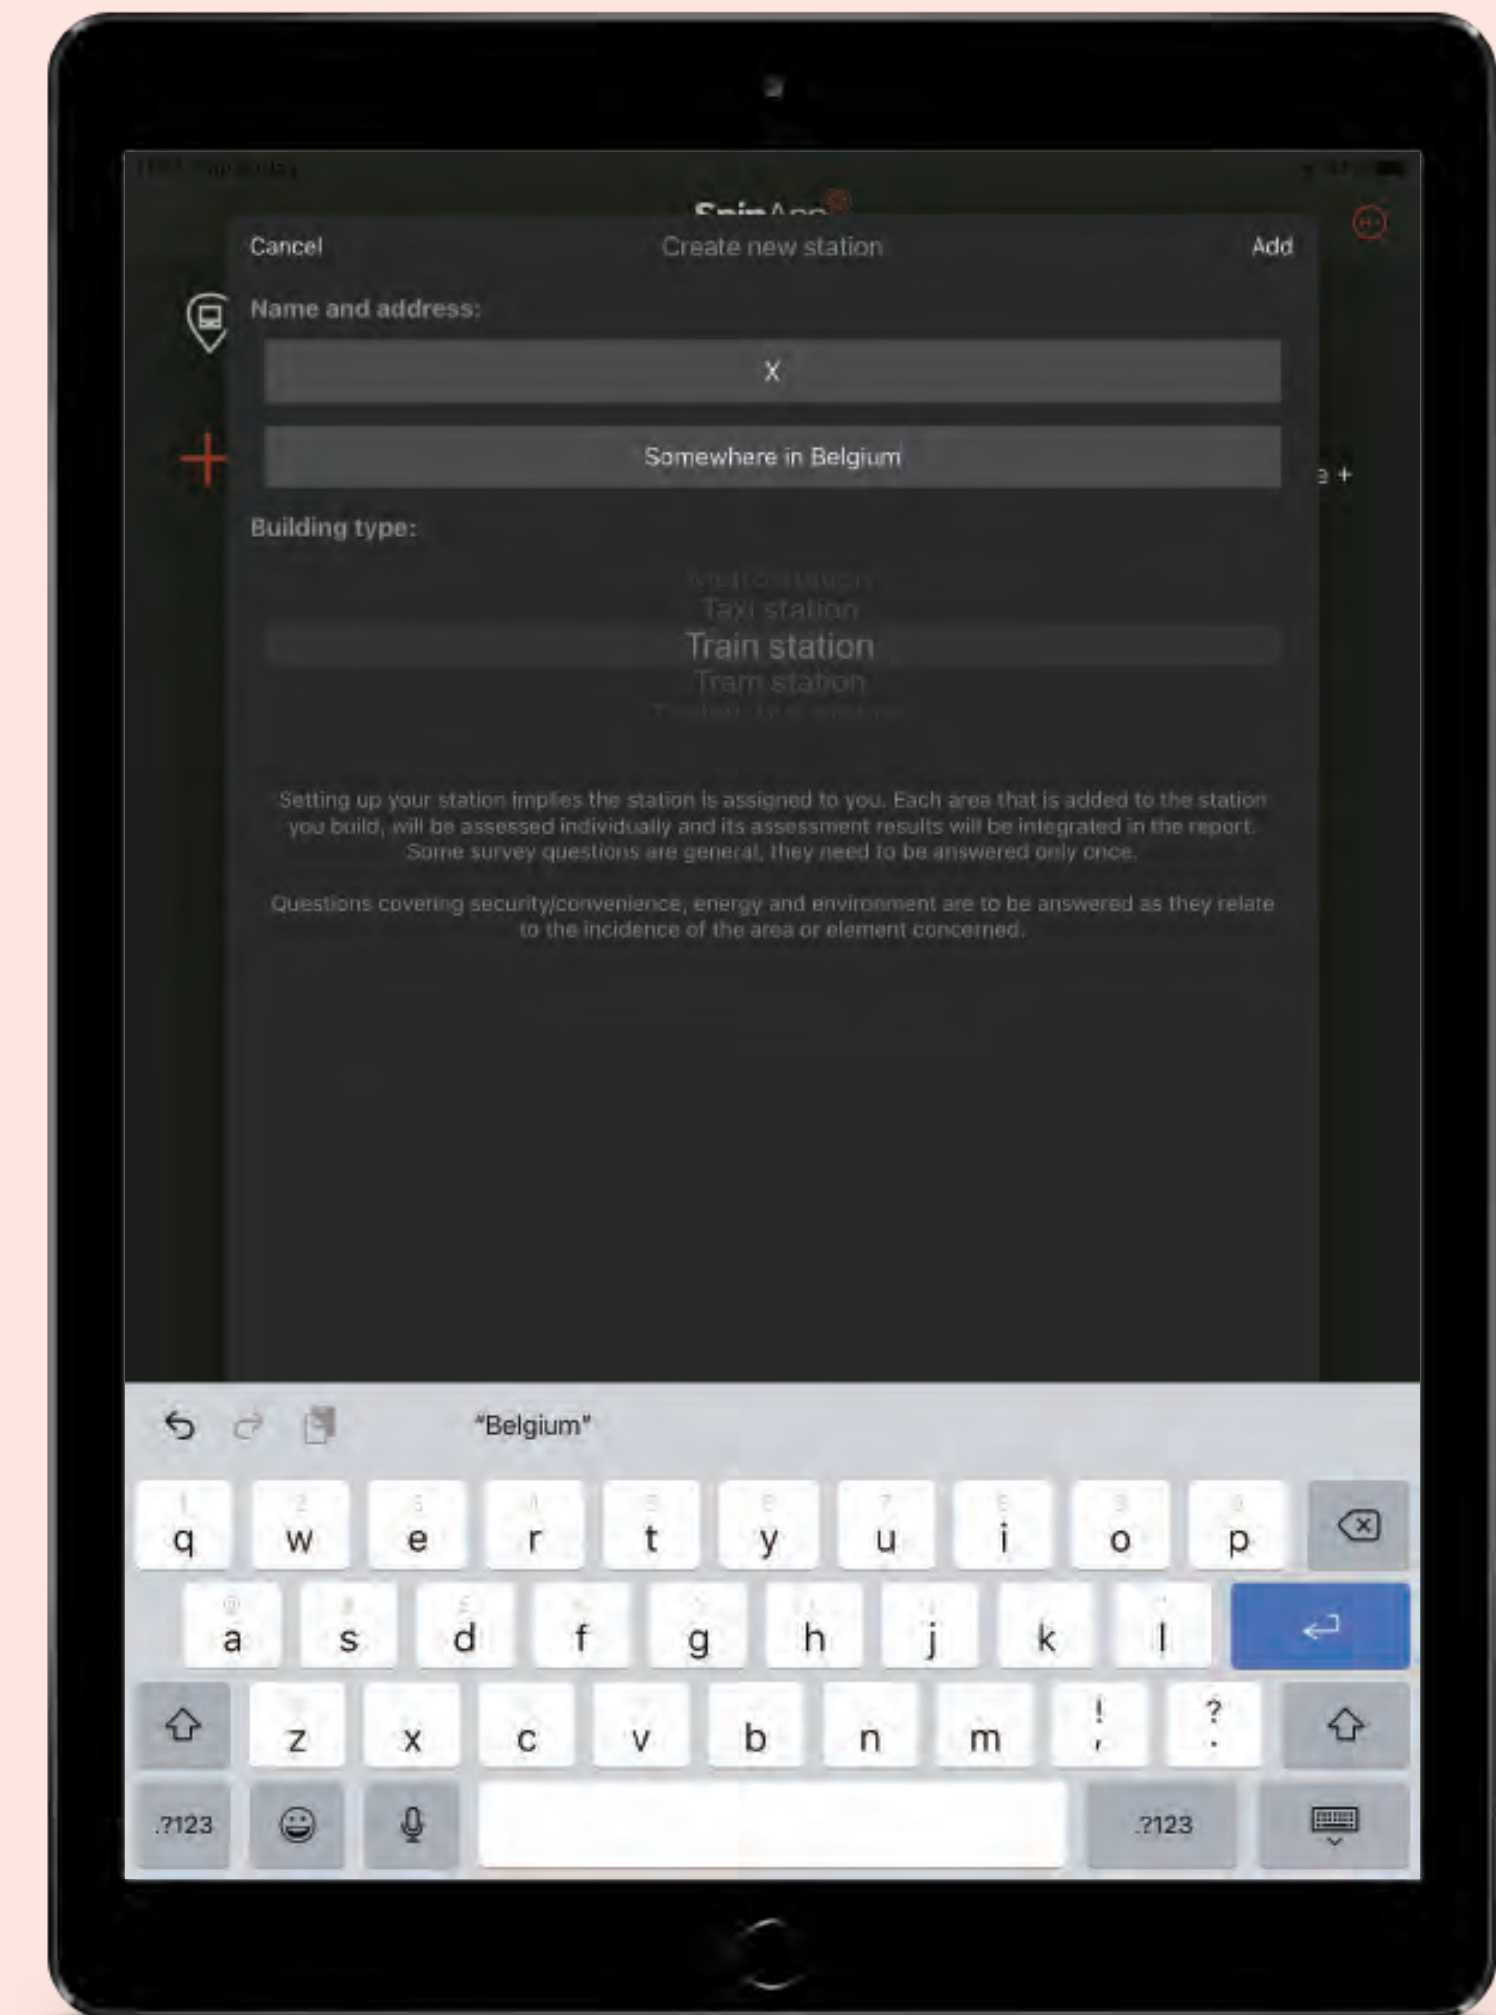 Cancel Create new station Add
Name and address:
X
Somewhere in Belgium
+
Building type:
Metro station
Taxi station
Train station
Tram station
Setting up your station implies the station is assigned to you. Each area that is added to the station
you build, will be assessed individually and its assessment results will be integrated in the report.
Some survey questions are general, they need to be answered only once.
Questions covering security/convenience, energy and environment are to be answered as they relate
to the incidence of the area or element concerned.
"Belgium"
q w e r t y u i o p
a s d f g h j k l
z x c v b n m ! , ? .
.?123 .?123